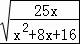 √(25x / (x²+8x+16))